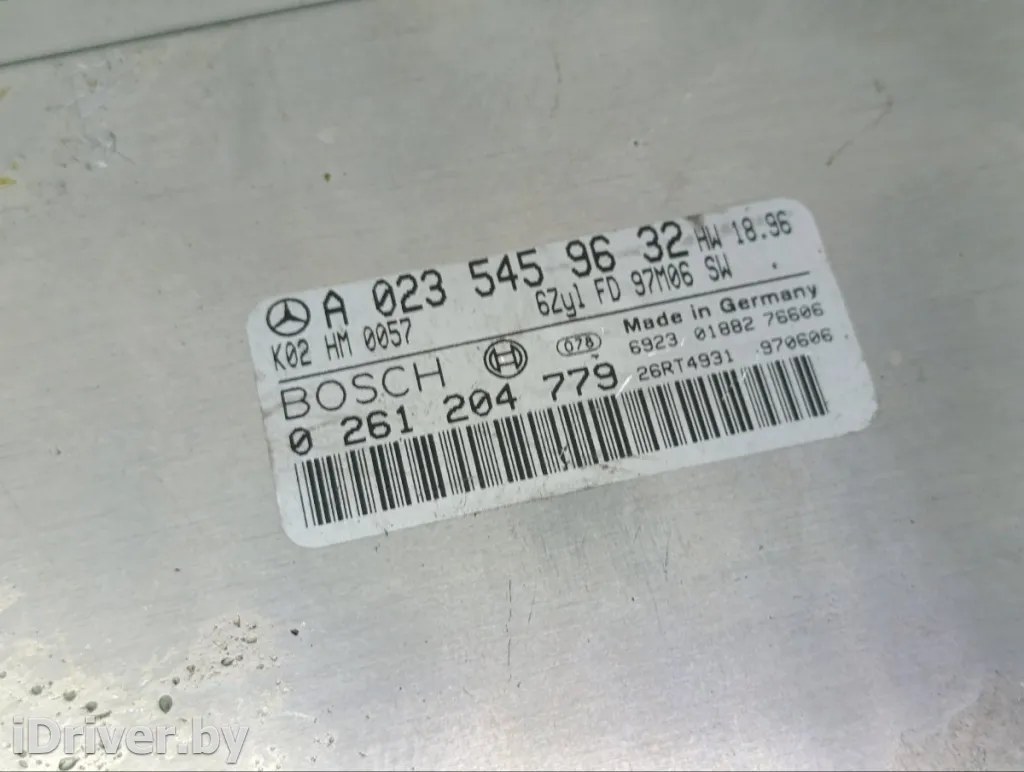 A 023 545 96 32 HW 18.96
K02 HM 0057 6Zyl FD 97M06 SW
BOSCH 078 Made in Germany
6923 01882 76606
0 261 204 779 26RT4931 970606
iDriver.by